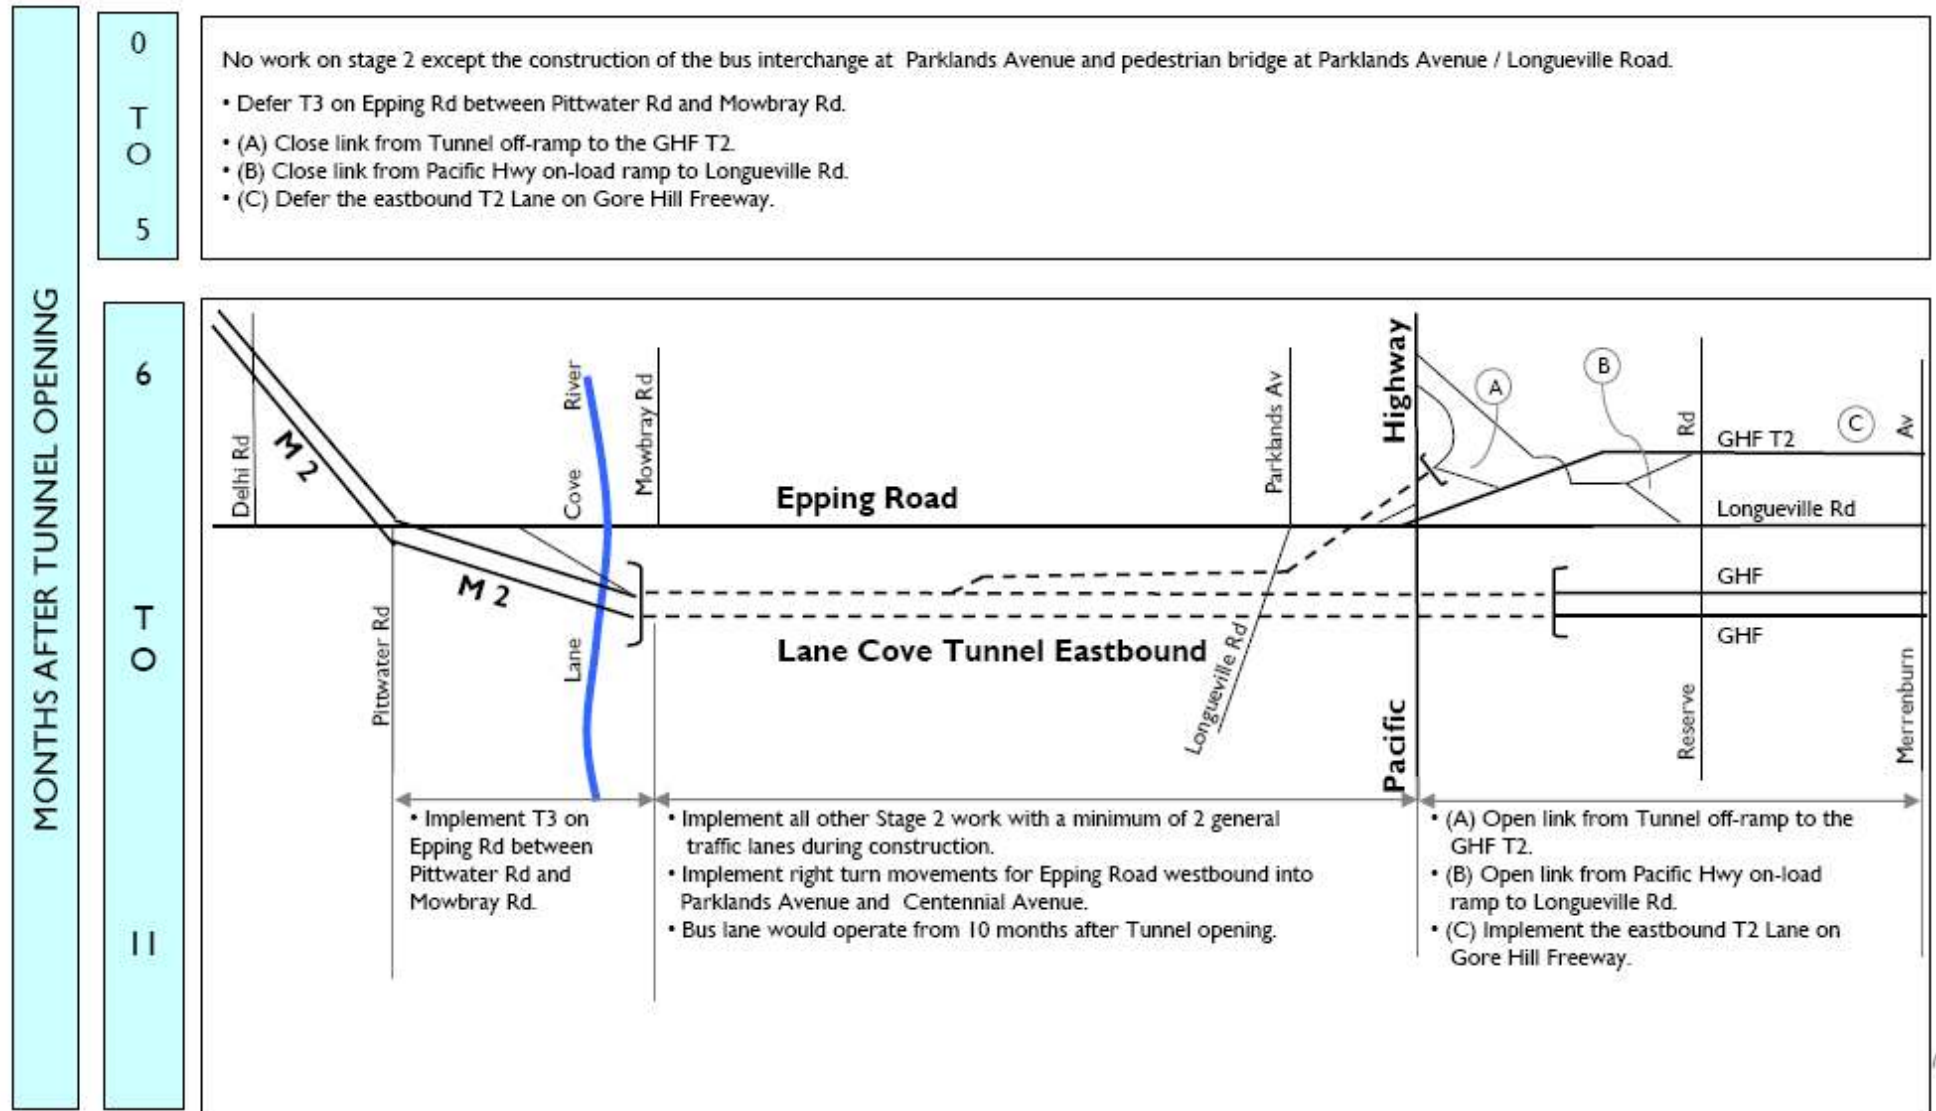 MONTHS AFTER TUNNEL OPENING
0
TO
5
No work on stage 2 except the construction of the bus interchange at Parklands Avenue and pedestrian bridge at Parklands Avenue / Longueville Road.
• Defer T3 on Epping Rd between Pittwater Rd and Mowbray Rd.
• (A) Close link from Tunnel off-ramp to the GHF T2.
• (B) Close link from Pacific Hwy on-load ramp to Longueville Rd.
• (C) Defer the eastbound T2 Lane on Gore Hill Freeway.
6
TO
11
Delhi Rd
M 2
Pittwater Rd
M 2
Lane Cove River
Mowbray Rd
Epping Road
Lane Cove Tunnel Eastbound
Parklands Av
Longueville Rd
Pacific Highway
A
B
C
Reserve Rd
Merrenburn Av
GHF T2
Longueville Rd
GHF
GHF
• Implement T3 on
Epping Rd between
Pittwater Rd and
Mowbray Rd.
• Implement all other Stage 2 work with a minimum of 2 general
traffic lanes during construction.
• Implement right turn movements for Epping Road westbound into
Parklands Avenue and Centennial Avenue.
• Bus lane would operate from 10 months after Tunnel opening.
• (A) Open link from Tunnel off-ramp to the
GHF T2.
• (B) Open link from Pacific Hwy on-load
ramp to Longueville Rd.
• (C) Implement the eastbound T2 Lane on
Gore Hill Freeway.